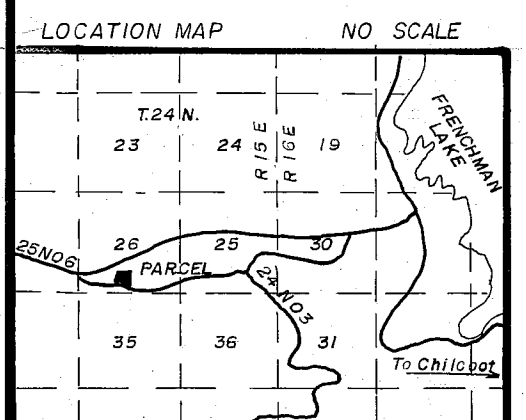 LOCATION MAP NO SCALE
T.24 N.
23 24 19
R 15 E
R 16 E
FRENCHMAN
LAKE
25N06 26 25 30
PARCEL
24N03
35 36 31
To Chilcoot